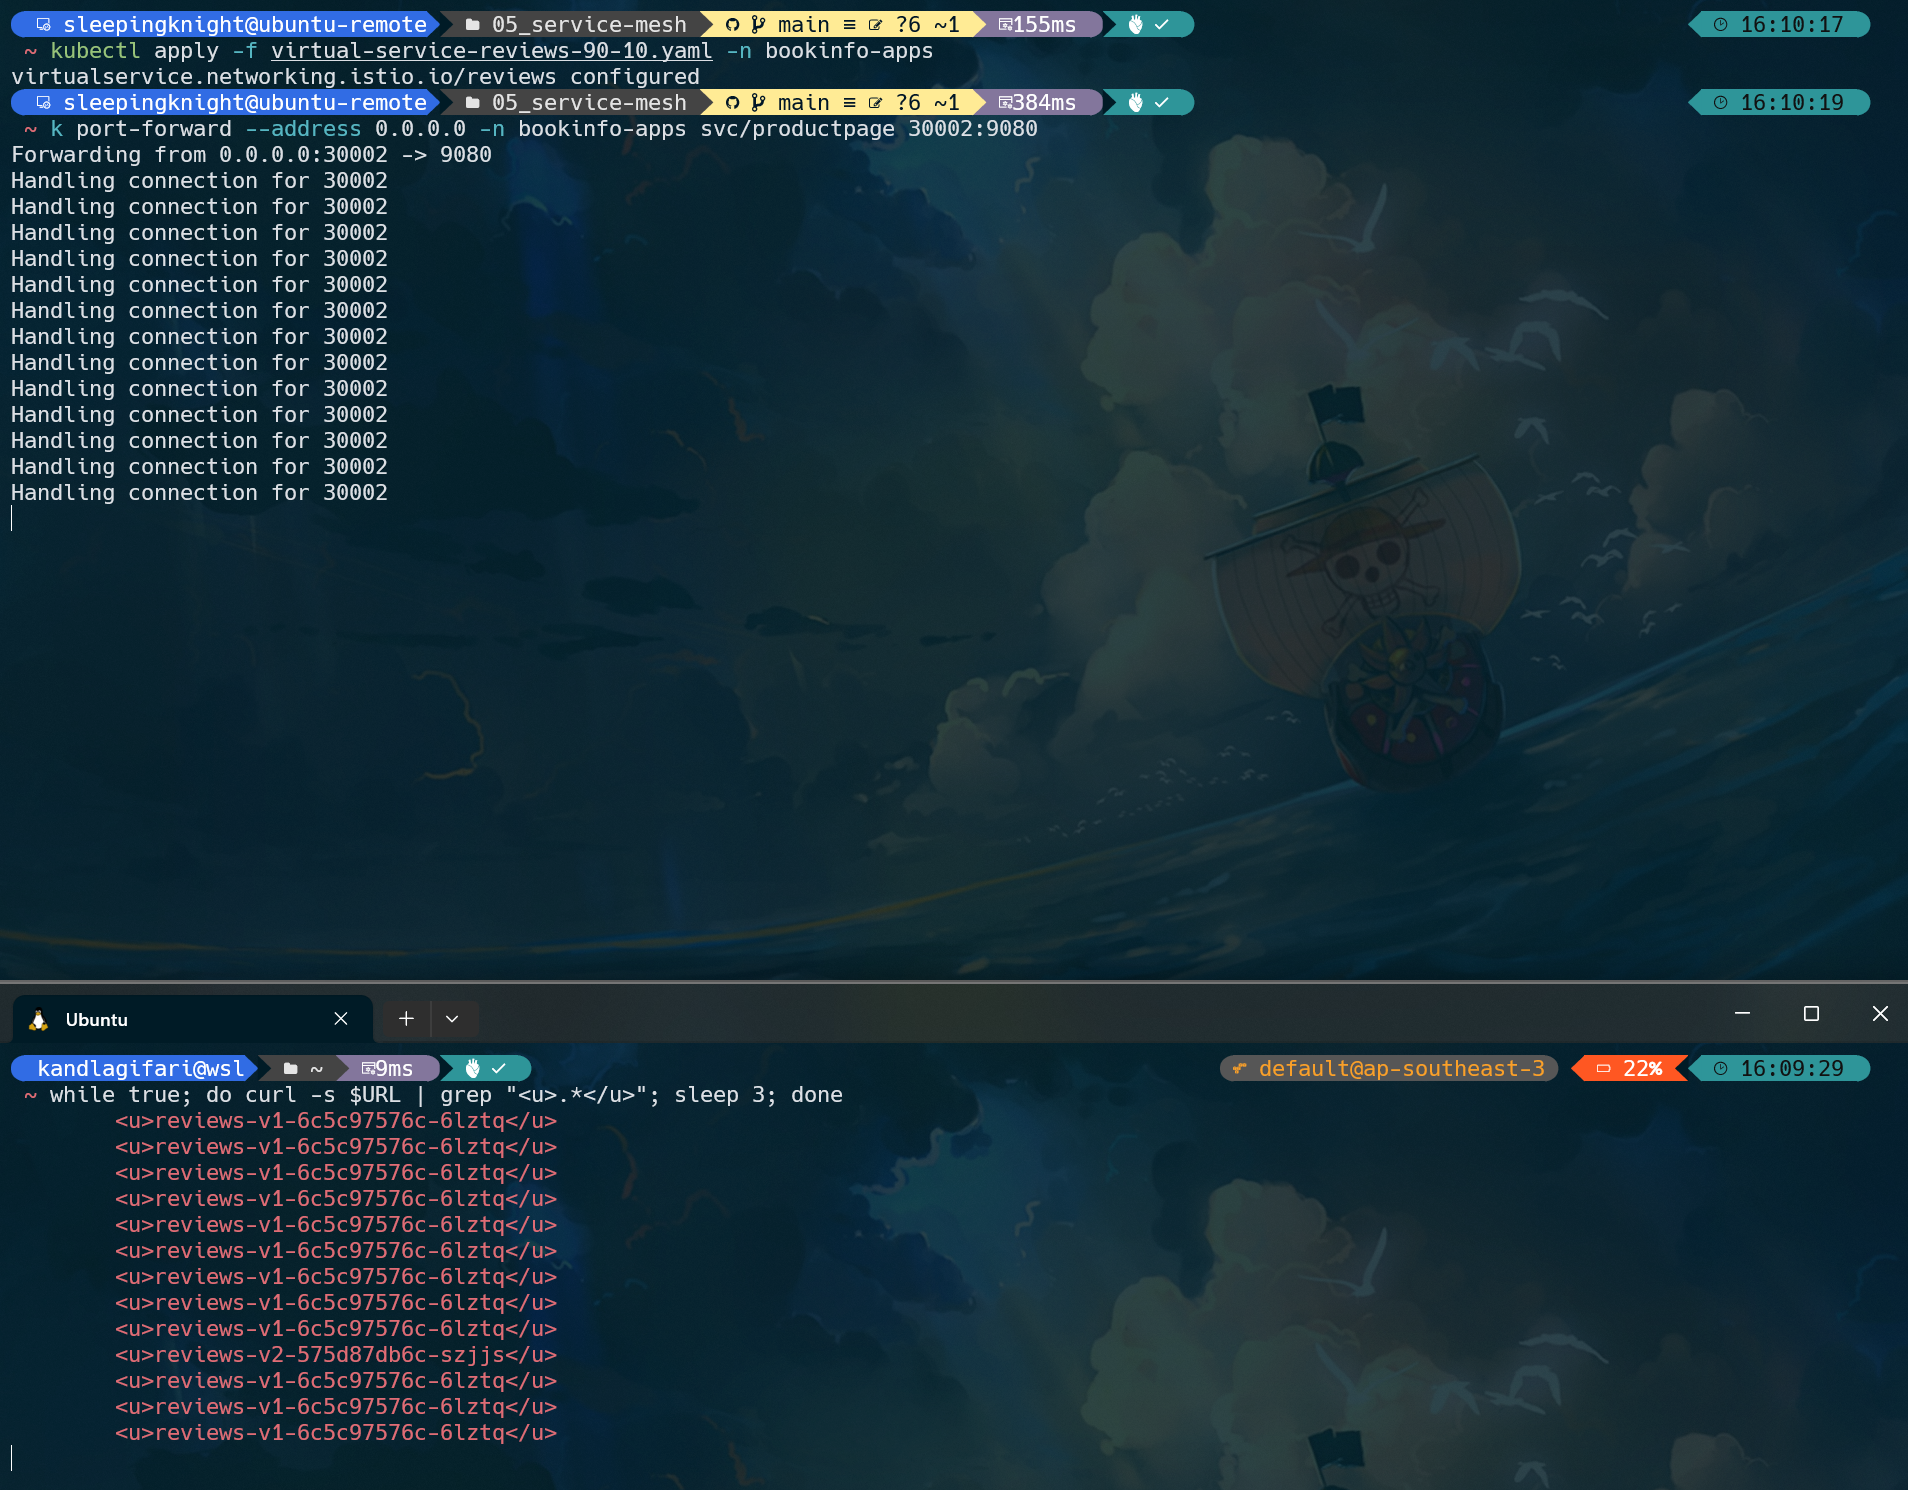 sleepingknight@ubuntu-remote 05_service-mesh main ≡ ?6 ~1 155ms 16:10:17
~ kubectl apply -f virtual-service-reviews-90-10.yaml -n bookinfo-apps
virtualservice.networking.istio.io/reviews configured
sleepingknight@ubuntu-remote 05_service-mesh main ≡ ?6 ~1 384ms 16:10:19
~ k port-forward --address 0.0.0.0 -n bookinfo-apps svc/productpage 30002:9080
Forwarding from 0.0.0.0:30002 -> 9080
Handling connection for 30002
Handling connection for 30002
Handling connection for 30002
Handling connection for 30002
Handling connection for 30002
Handling connection for 30002
Handling connection for 30002
Handling connection for 30002
Handling connection for 30002
Handling connection for 30002
Handling connection for 30002
Handling connection for 30002
Handling connection for 30002
Ubuntu
kandlagifari@wsl ~ 9ms default@ap-southeast-3 22% 16:09:29
~ while true; do curl -s $URL | grep "<u>.*</u>"; sleep 3; done
<u>reviews-v1-6c5c97576c-6lztq</u>
<u>reviews-v1-6c5c97576c-6lztq</u>
<u>reviews-v1-6c5c97576c-6lztq</u>
<u>reviews-v1-6c5c97576c-6lztq</u>
<u>reviews-v1-6c5c97576c-6lztq</u>
<u>reviews-v1-6c5c97576c-6lztq</u>
<u>reviews-v1-6c5c97576c-6lztq</u>
<u>reviews-v1-6c5c97576c-6lztq</u>
<u>reviews-v1-6c5c97576c-6lztq</u>
<u>reviews-v2-575d87db6c-szjjs</u>
<u>reviews-v1-6c5c97576c-6lztq</u>
<u>reviews-v1-6c5c97576c-6lztq</u>
<u>reviews-v1-6c5c97576c-6lztq</u>